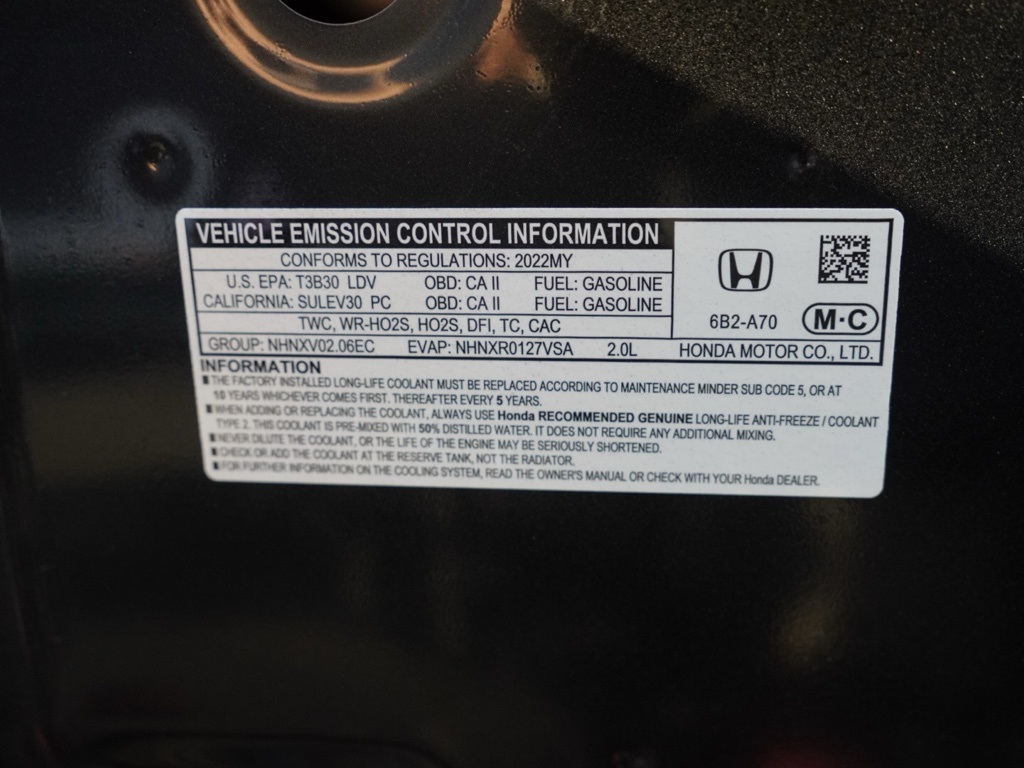 VEHICLE EMISSION CONTROL INFORMATION
CONFORMS TO REGULATIONS: 2022MY
U.S. EPA: T3B30 LDV OBD: CA II FUEL: GASOLINE
CALIFORNIA: SULEV30 PC OBD: CA II FUEL: GASOLINE
TWC, WR-HO2S, HO2S, DFI, TC, CAC
6B2-A70 M·C
GROUP: NHNXV02.06EC EVAP: NHNXR0127VSA 2.0L HONDA MOTOR CO., LTD.
INFORMATION
■ THE FACTORY INSTALLED LONG-LIFE COOLANT MUST BE REPLACED ACCORDING TO MAINTENANCE MINDER SUB CODE 5, OR AT
10 YEARS WHICHEVER COMES FIRST. THEREAFTER EVERY 5 YEARS.
■ WHEN ADDING OR REPLACING THE COOLANT, ALWAYS USE Honda RECOMMENDED GENUINE LONG-LIFE ANTI-FREEZE / COOLANT
TYPE 2. THIS COOLANT IS PRE-MIXED WITH 50% DISTILLED WATER. IT DOES NOT REQUIRE ANY ADDITIONAL MIXING.
■ NEVER DILUTE THE COOLANT, OR THE LIFE OF THE ENGINE MAY BE SERIOUSLY SHORTENED.
■ CHECK OR ADD THE COOLANT AT THE RESERVE TANK, NOT THE RADIATOR.
■ FOR FURTHER INFORMATION ON THE COOLING SYSTEM, READ THE OWNER'S MANUAL OR CHECK WITH YOUR Honda DEALER.